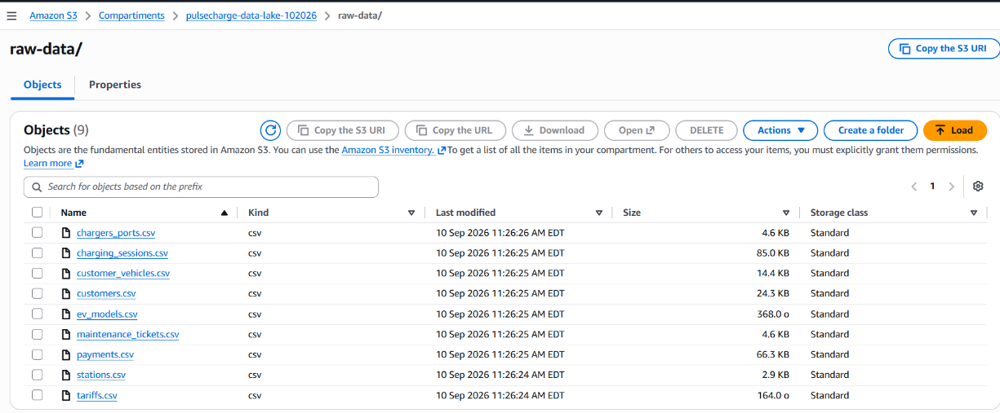 Amazon S3 > Compartiments > pulsecharge-data-lake-102026 > raw-data/
raw-data/
Copy the S3 URI
Objects Properties
Objects (9)
Copy the S3 URI Copy the URL Download Open DELETE Actions Create a folder Load
Objects are the fundamental entities stored in Amazon S3. You can use the Amazon S3 inventory. To get a list of all the items in your compartment. For others to access your items, you must explicitly grant them permissions.
Learn more
Search for objects based on the prefix
1
Name Kind Last modified Size Storage class
chargers_ports.csv csv 10 Sep 2026 11:26:26 AM EDT 4.6 KB Standard
charging_sessions.csv csv 10 Sep 2026 11:26:25 AM EDT 85.0 KB Standard
customer_vehicles.csv csv 10 Sep 2026 11:26:25 AM EDT 14.4 KB Standard
customers.csv csv 10 Sep 2026 11:26:25 AM EDT 24.3 KB Standard
ev_models.csv csv 10 Sep 2026 11:26:25 AM EDT 368.0 o Standard
maintenance_tickets.csv csv 10 Sep 2026 11:26:25 AM EDT 4.6 KB Standard
payments.csv csv 10 Sep 2026 11:26:25 AM EDT 66.3 KB Standard
stations.csv csv 10 Sep 2026 11:26:24 AM EDT 2.9 KB Standard
tariffs.csv csv 10 Sep 2026 11:26:24 AM EDT 164.0 o Standard